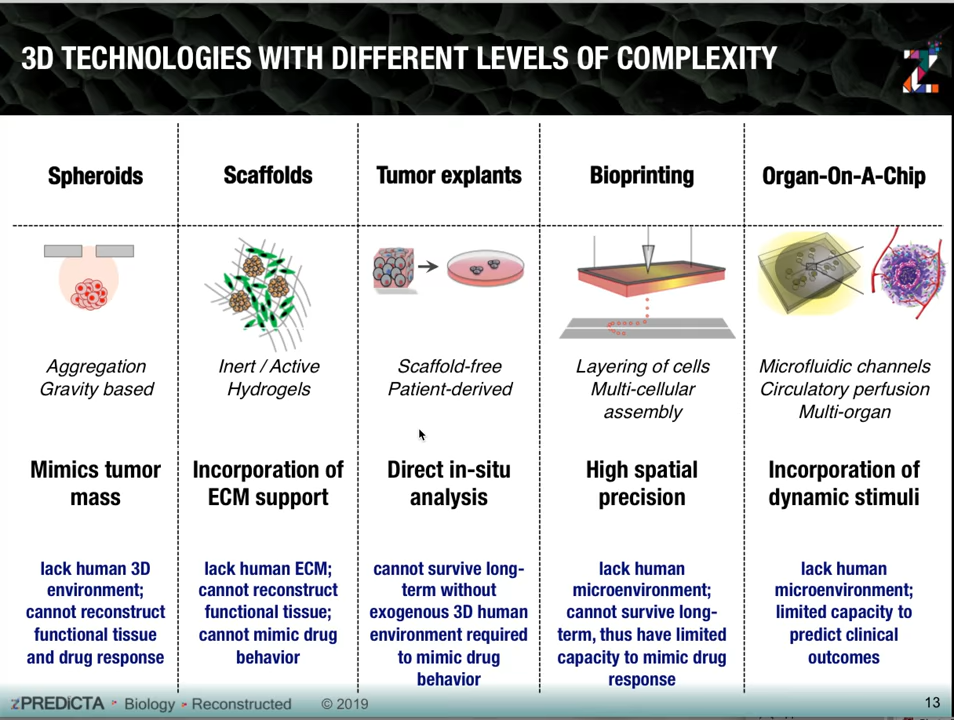 3D TECHNOLOGIES WITH DIFFERENT LEVELS OF COMPLEXITY
Spheroids
Scaffolds
Tumor explants
Bioprinting
Organ-On-A-Chip
Aggregation
Gravity based
Inert / Active
Hydrogels
Scaffold-free
Patient-derived
Layering of cells
Multi-cellular
assembly
Microfluidic channels
Circulatory perfusion
Multi-organ
Mimics tumor
mass
Incorporation of
ECM support
Direct in-situ
analysis
High spatial
precision
Incorporation of
dynamic stimuli
lack human 3D
environment;
cannot reconstruct
functional tissue
and drug response
lack human ECM;
cannot reconstruct
functional tissue;
cannot mimic drug
behavior
cannot survive long-
term without
exogenous 3D human
environment required
to mimic drug
behavior
lack human
microenvironment;
cannot survive long-
term, thus have limited
capacity to mimic drug
response
lack human
microenvironment;
limited capacity to
predict clinical
outcomes
zPREDiCTA Biology Reconstructed © 2019
13